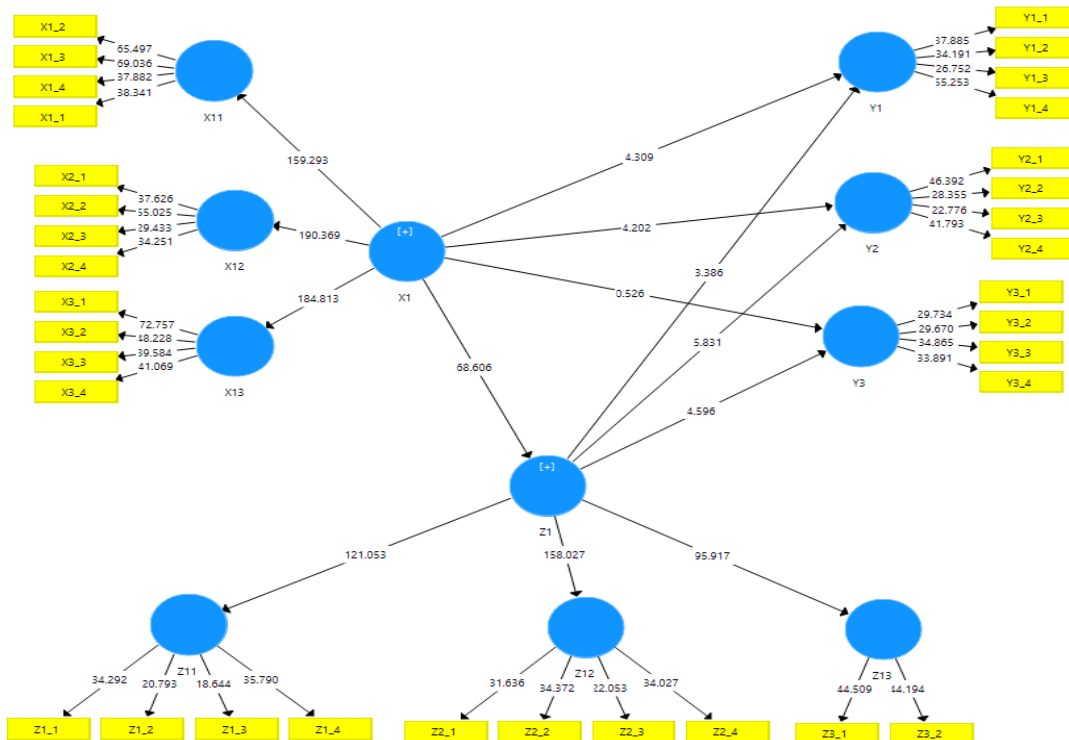 X1_2
X1_3
X1_4
X1_1
65.497
69.036
37.882
38.341
X11
Y1_1
Y1_2
Y1_3
Y1_4
37.885
34.191
26.752
55.253
Y1
159.293
4.309
X2_1
X2_2
X2_3
X2_4
37.626
55.025
29.433
34.251
X12
190.369
[+]
X1
4.202
Y2_1
Y2_2
Y2_3
Y2_4
46.392
28.355
22.776
41.793
Y2
3.386
184.813
0.526
X3_1
X3_2
X3_3
X3_4
72.757
48.228
39.584
41.069
X13
Y3_1
Y3_2
Y3_3
Y3_4
29.734
29.670
34.865
33.891
Y3
5.831
68.606
4.596
[+]
Z1
121.053
158.027
95.917
Z11
34.292
20.793
18.644
35.790
Z1_1
Z1_2
Z1_3
Z1_4
Z12
31.636
34.372
22.053
34.027
Z2_1
Z2_2
Z2_3
Z2_4
Z13
44.509
44.194
Z3_1
Z3_2